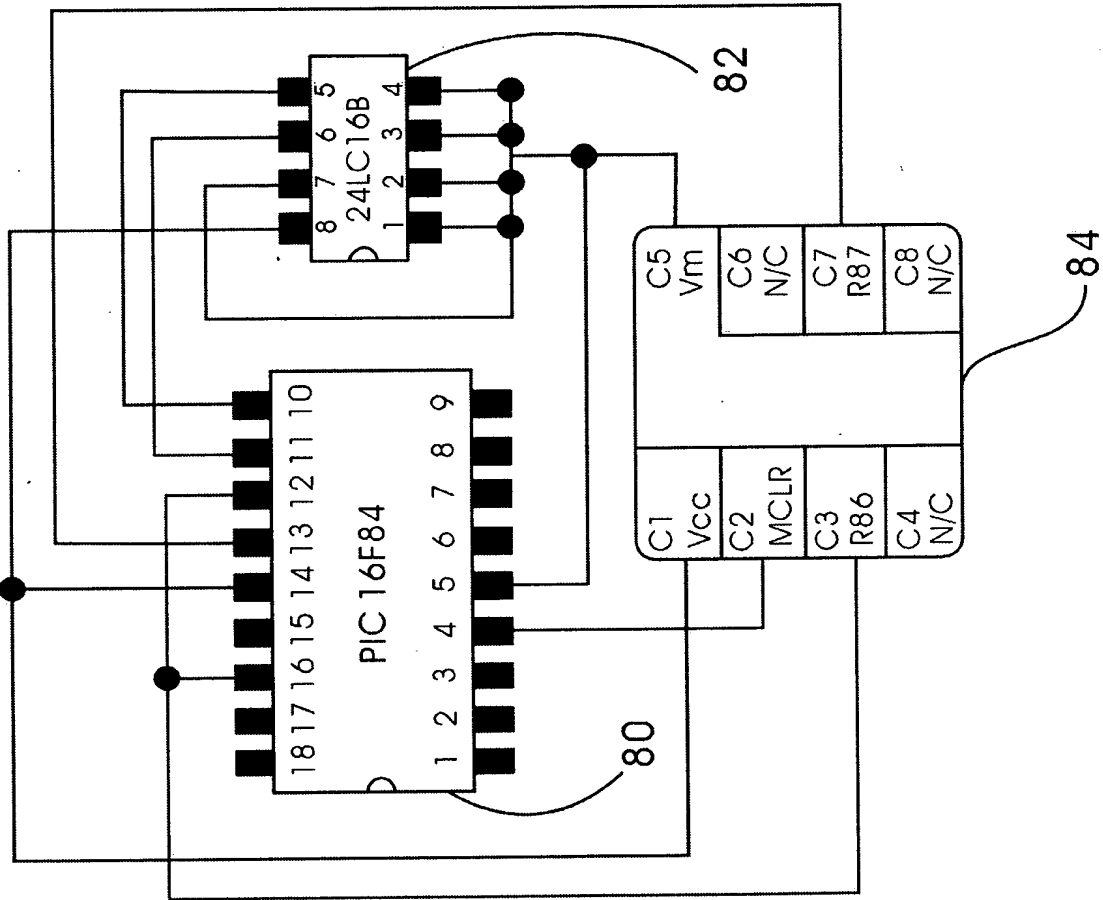 82
5 6 7 8
24LC16B
4 3 2 1
10 11 12 13 14 15 16 17 18
PIC 16F84
9 8 7 6 5 4 3 2 1
80
C1
Vcc
C2
MCLR
C3
R86
C4
N/C
C5
Vm
C6
N/C
C7
R87
C8
N/C
84